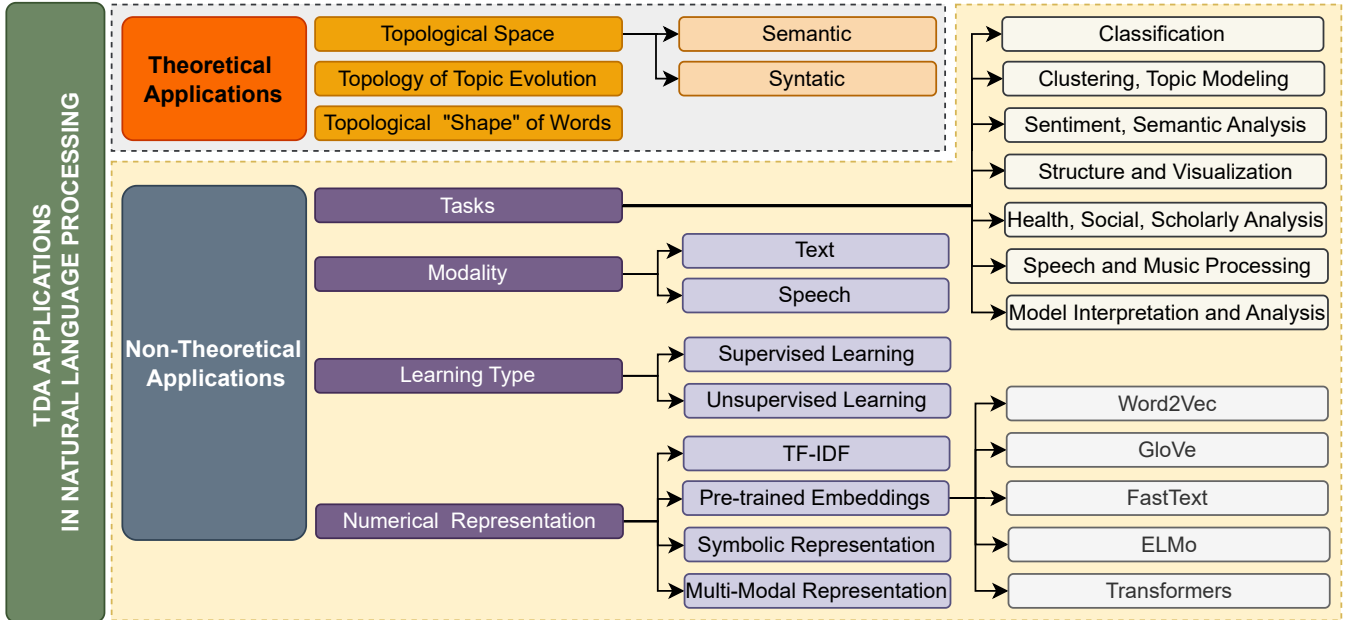 TDA APPLICATIONS
IN NATURAL LANGUAGE PROCESSING
Theoretical
Applications
Topological Space
Topology of Topic Evolution
Topological "Shape" of Words
Semantic
Syntatic
Non-Theoretical
Applications
Tasks
Classification
Clustering, Topic Modeling
Sentiment, Semantic Analysis
Structure and Visualization
Health, Social, Scholarly Analysis
Speech and Music Processing
Model Interpretation and Analysis
Modality
Text
Speech
Learning Type
Supervised Learning
Unsupervised Learning
Numerical Representation
TF-IDF
Pre-trained Embeddings
Symbolic Representation
Multi-Modal Representation
Word2Vec
GloVe
FastText
ELMo
Transformers